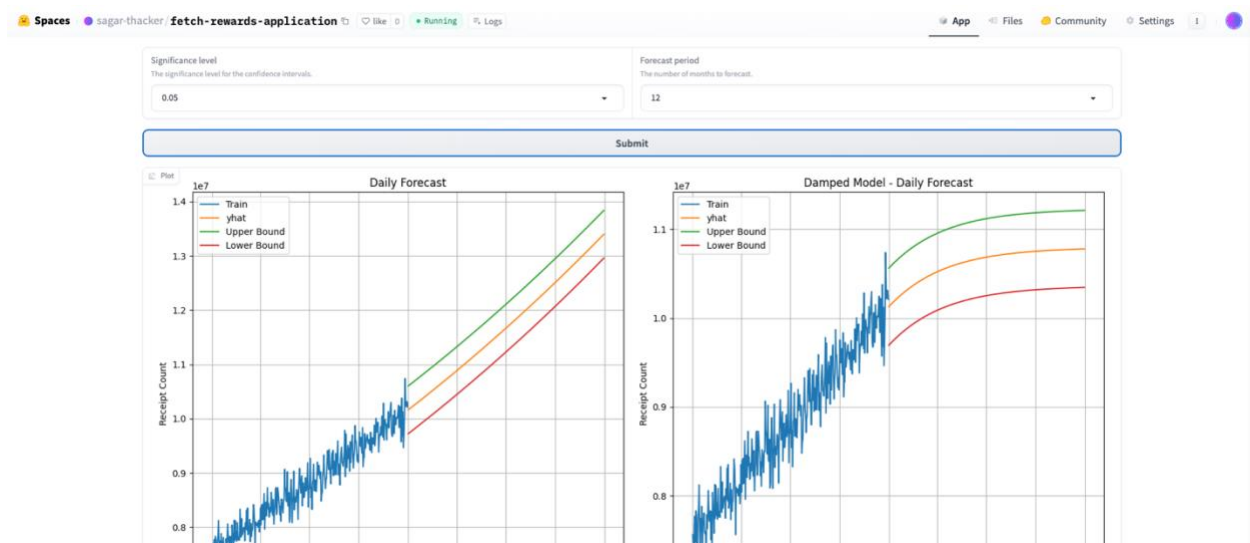 Spaces sagar-thacker/fetch-rewards-application like 0 Running Logs App Files Community Settings 1
Significance level
The significance level for the confidence intervals.
0.05
Forecast period
The number of months to forecast.
12
Submit
Plot
Daily Forecast
1e7
Train
yhat
Upper Bound
Lower Bound
1.4
1.3
1.2
1.1
1.0
0.9
0.8
Receipt Count
Damped Model - Daily Forecast
1e7
Train
yhat
Upper Bound
Lower Bound
1.1
1.0
0.9
0.8
Receipt Count